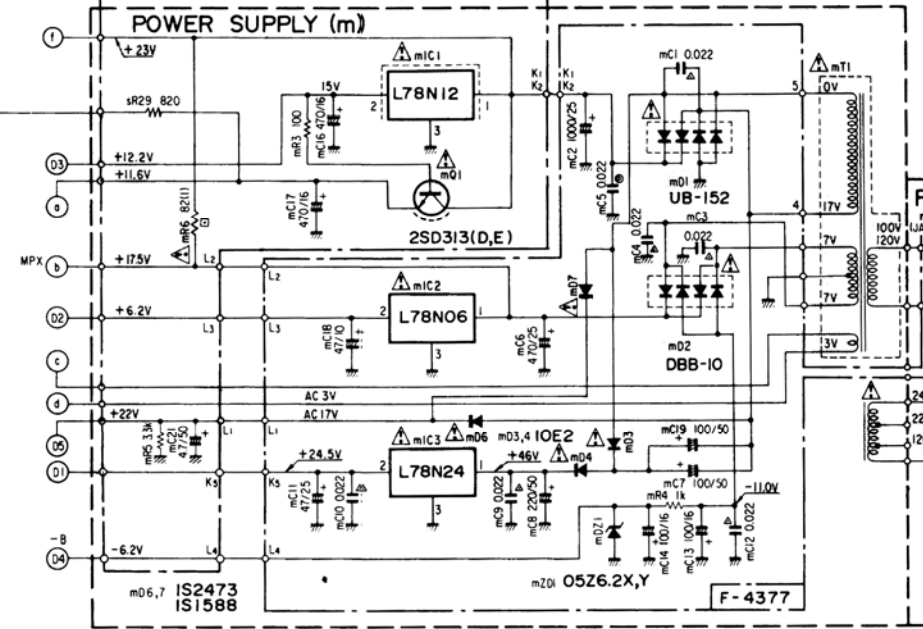 POWER SUPPLY (m)
f
+23V
sR29 820
D3
+12.2V
+11.6V
a
mR6 82(1)
15V
mR3 100
mC16 470/16
mIC1
L78N12
2
1
3
mQ1
mC17
470/16
2SD313(D,E)
K1
K2
K1
K2
mC2 1000/25
mC5 0.022
mC1 0.022
mD1
UB-152
mC3
0.022
mC4 0.022
mD2
DBB-10
mT1
5
0V
4
17V
7V
7V
3V
100V
120V
MPX
b
+17.5V
L2
L2
D2
+6.2V
L3
L3
mC18
47/10
mIC2
L78N06
2
1
3
mC6
470/25
mD7
c
d
AC 3V
AC 17V
+22V
D5
mR5 3.3k
mC21
47/50
L1
L1
D1
K5
K5
+24.5V
mC11
47/25
mC10 0.022
mIC3
L78N24
2
1
3
mD6
mD3,4 10E2
+46V
mD4
mD3
mC9 0.022
mC8 220/50
mC19 100/50
mC7 100/50
mR4 1k
-11.0V
mDZ1
mC14 100/16
mC13 100/16
mC12 0.022
-B
D4
-6.2V
L4
L4
mD6,7 1S2473
1S1588
mZD1 05Z6.2X,Y
F-4377